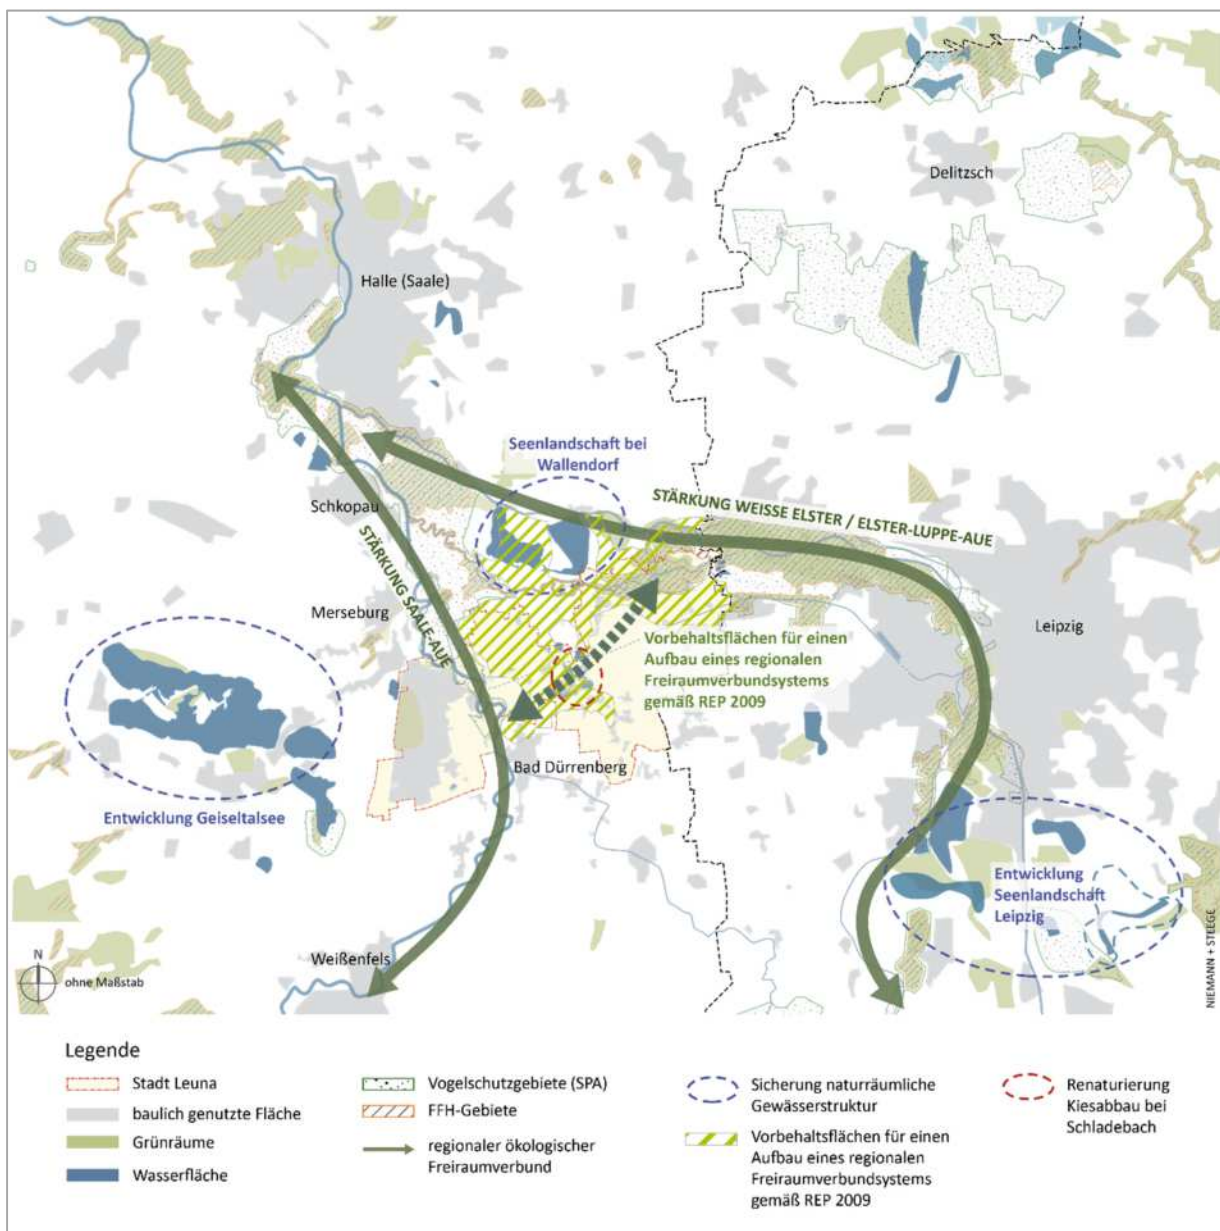 Delitzsch
Halle (Saale)
Seenlandschaft bei
Wallendorf
STÄRKUNG WEISSE ELSTER / ELSTER-LUPPE-AUE
Schkopau
STÄRKUNG SAALE-AUE
Merseburg
Leipzig
Vorbehaltsflächen für einen
Aufbau eines regionalen
Freiraumverbundsystems
gemäß REP 2009
Bad Dürrenberg
Entwicklung Geiseltalsee
Entwicklung
Seenlandschaft
Leipzig
Weißenfels
N
ohne Maßstab
NIEMANN + STEEGE
Legende
Stadt Leuna
baulich genutzte Fläche
Grünräume
Wasserfläche
Vogelschutzgebiete (SPA)
FFH-Gebiete
regionaler ökologischer
Freiraumverbund
Sicherung naturräumliche
Gewässerstruktur
Vorbehaltsflächen für einen
Aufbau eines regionalen
Freiraumverbundsystems
gemäß REP 2009
Renaturierung
Kiesabbau bei
Schladebach